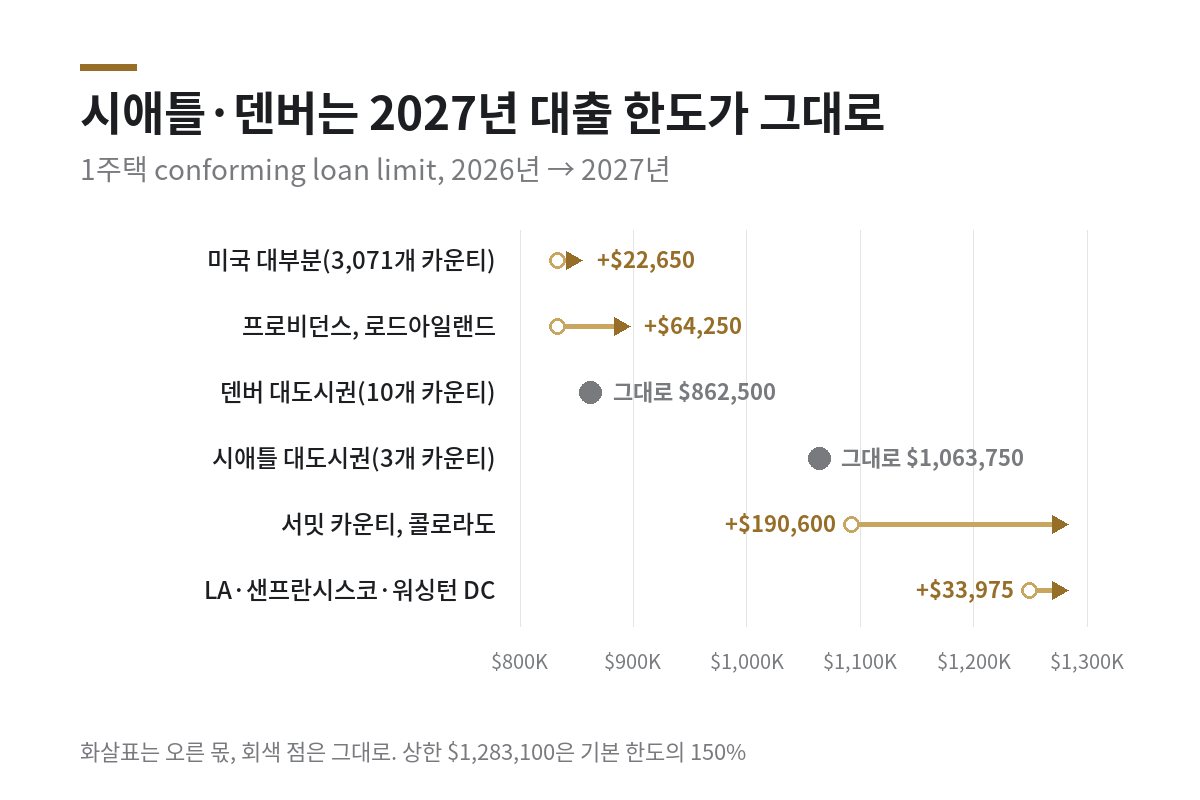 시애틀·덴버는 2027년 대출 한도가 그대로
1주택 conforming loan limit, 2026년 → 2027년
미국 대부분(3,071개 카운티)
+$22,650
프로비던스, 로드아일랜드
+$64,250
덴버 대도시권(10개 카운티)
그대로 $862,500
시애틀 대도시권(3개 카운티)
그대로 $1,063,750
서밋 카운티, 콜로라도
+$190,600
LA·샌프란시스코·워싱턴 DC
+$33,975
$800K $900K $1,000K $1,100K $1,200K $1,300K
화살표는 오른 몫, 회색 점은 그대로. 상한 $1,283,100은 기본 한도의 150%